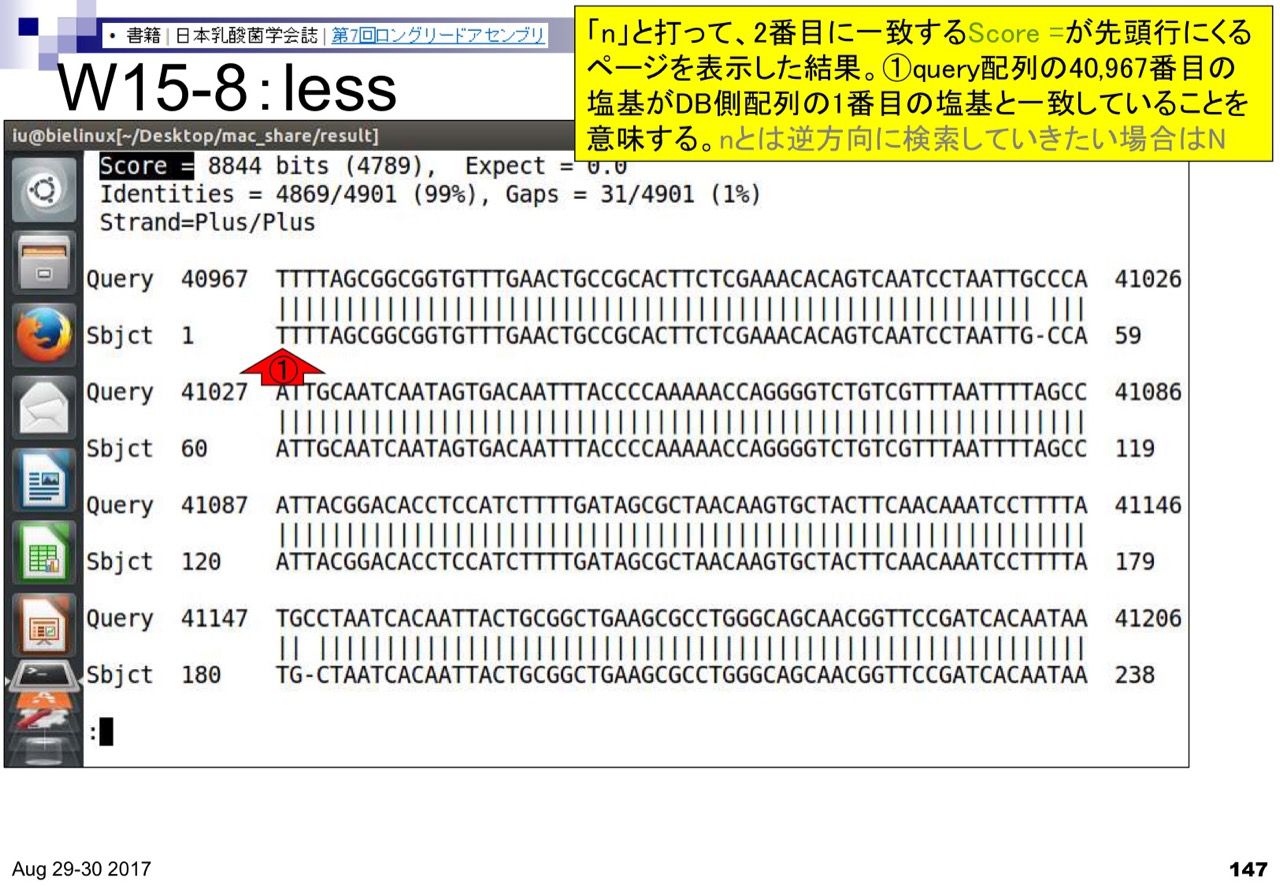 • 書籍 | 日本乳酸菌学会誌 | 第7回ロングリードアセンブリ
W15-8：less
「n」と打って、2番目に一致するScore =が先頭行にくる
ページを表示した結果。①query配列の40,967番目の
塩基がDB側配列の1番目の塩基と一致していることを
意味する。nとは逆方向に検索していきたい場合はN
iu@bielinux[~/Desktop/mac_share/result]
Score = 8844 bits (4789), Expect = 0.0
Identities = 4869/4901 (99%), Gaps = 31/4901 (1%)
Strand=Plus/Plus
Query 40967 TTTTAGCGGCGGTGTTTGAACTGCCGCACTTCTCGAAACACAGTCAATCCTAATTGCCCA 41026
|||||||||||||||||||||||||||||||||||||||||||||||||||||||| |||
Sbjct 1 TTTTAGCGGCGGTGTTTGAACTGCCGCACTTCTCGAAACACAGTCAATCCTAATTG-CCA 59
①
Query 41027 ATTGCAATCAATAGTGACAATTTACCCCAAAAACCAGGGGTCTGTCGTTTAATTTTAGCC 41086
||||||||||||||||||||||||||||||||||||||||||||||||||||||||||||
Sbjct 60 ATTGCAATCAATAGTGACAATTTACCCCAAAAACCAGGGGTCTGTCGTTTAATTTTAGCC 119
Query 41087 ATTACGGACACCTCCATCTTTTGATAGCGCTAACAAGTGCTACTTCAACAAATCCTTTTA 41146
||||||||||||||||||||||||||||||||||||||||||||||||||||||||||||
Sbjct 120 ATTACGGACACCTCCATCTTTTGATAGCGCTAACAAGTGCTACTTCAACAAATCCTTTTA 179
Query 41147 TGCCTAATCACAATTACTGCGGCTGAAGCGCCTGGGCAGCAACGGTTCCGATCACAATAA 41206
|| |||||||||||||||||||||||||||||||||||||||||||||||||||||||||
Sbjct 180 TG-CTAATCACAATTACTGCGGCTGAAGCGCCTGGGCAGCAACGGTTCCGATCACAATAA 238
:
Aug 29-30 2017
147